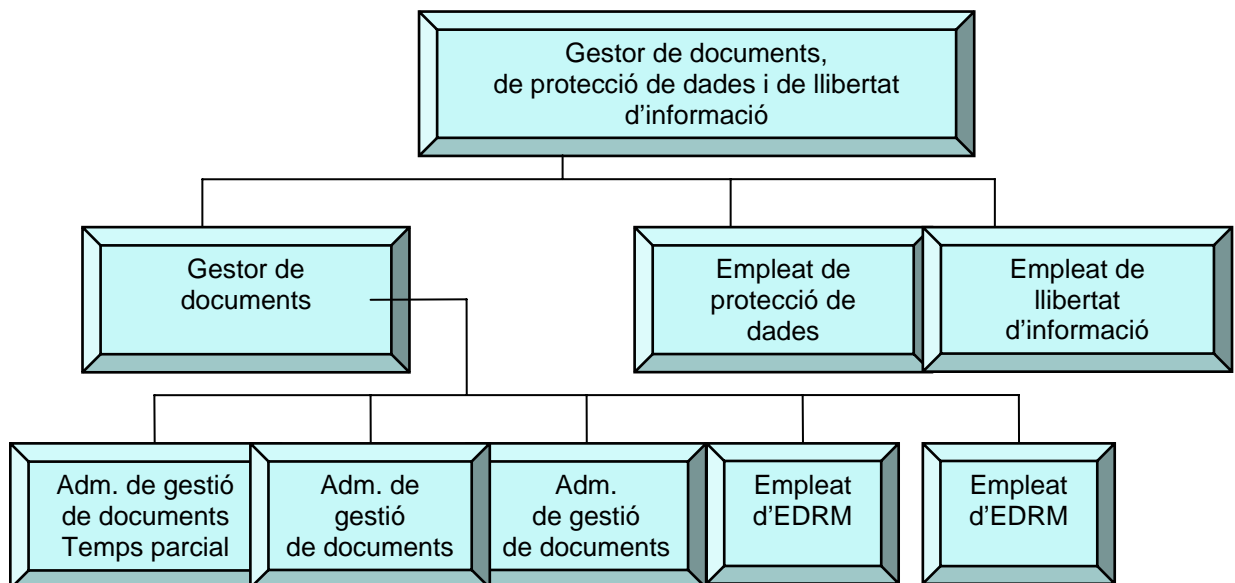 Gestor de documents,
de protecció de dades i de llibertat
d’informació
Gestor de
documents
Empleat de
protecció de
dades
Empleat de
llibertat
d’informació
Adm. de gestió
de documents
Temps parcial
Adm. de
gestió
de documents
Adm.
de gestió
de documents
Empleat
d’EDRM
Empleat
d’EDRM